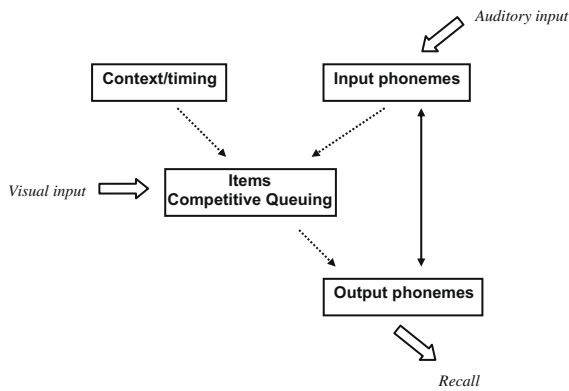 Auditory input
Context/timing
Input phonemes
Visual input
Items
Competitive Queuing
Output phonemes
Recall